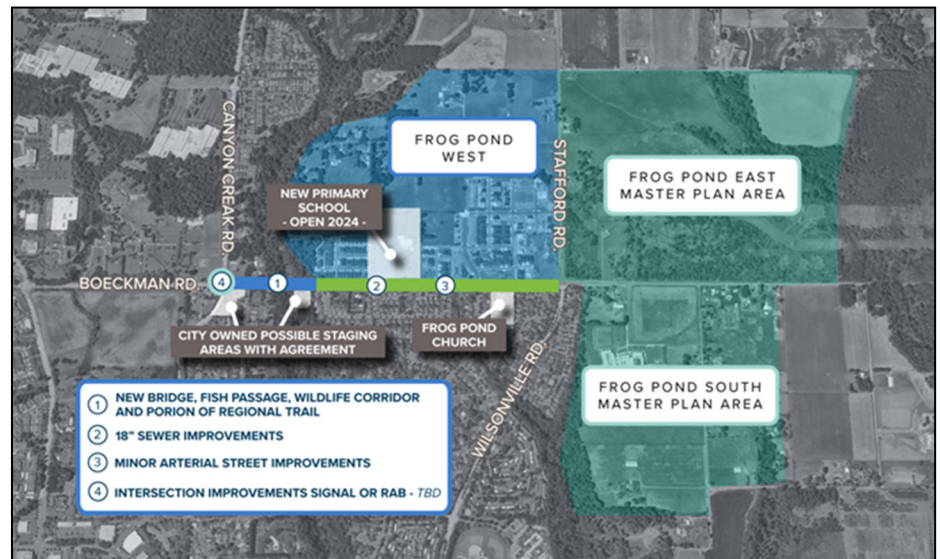 FROG POND
WEST
FROG POND EAST
MASTER PLAN AREA
CANYON CREAK RD.
STAFFORD RD.
NEW PRIMARY
SCHOOL
- OPEN 2024 -
BOECKMAN RD.
4
1
2
3
CITY OWNED POSSIBLE STAGING
AREAS WITH AGREEMENT
FROG POND
CHURCH
WILSONVILLE RD.
FROG POND SOUTH
MASTER PLAN AREA
1 NEW BRIDGE, FISH PASSAGE, WILDLIFE CORRIDOR
AND PORION OF REGIONAL TRAIL
2 18" SEWER IMPROVEMENTS
3 MINOR ARTERIAL STREET IMPROVEMENTS
4 INTERSECTION IMPROVEMENTS SIGNAL OR RAB - TBD